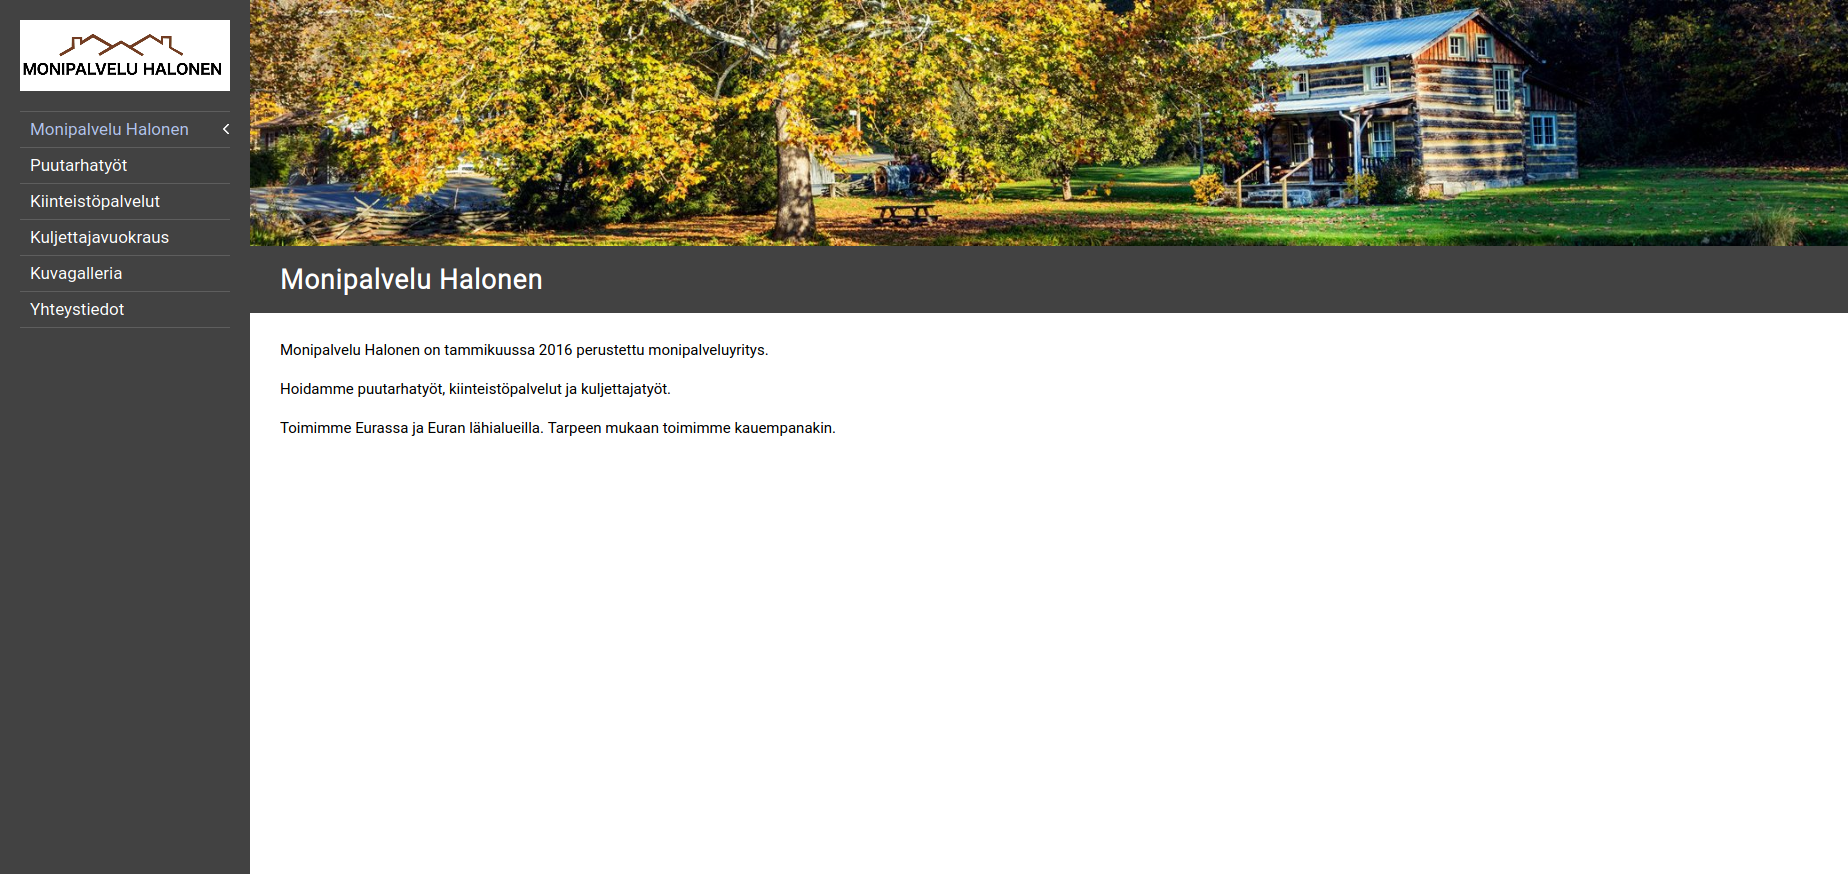 MONIPALVELU HALONEN
Monipalvelu Halonen
Puutarhatyöt
Kiinteistöpalvelut
Kuljettajavuokraus
Kuvagalleria
Yhteystiedot
Monipalvelu Halonen
Monipalvelu Halonen on tammikuussa 2016 perustettu monipalveluyritys.
Hoidamme puutarhatyöt, kiinteistöpalvelut ja kuljettajatyöt.
Toimimme Eurassa ja Euran lähialueilla. Tarpeen mukaan toimimme kauempanakin.